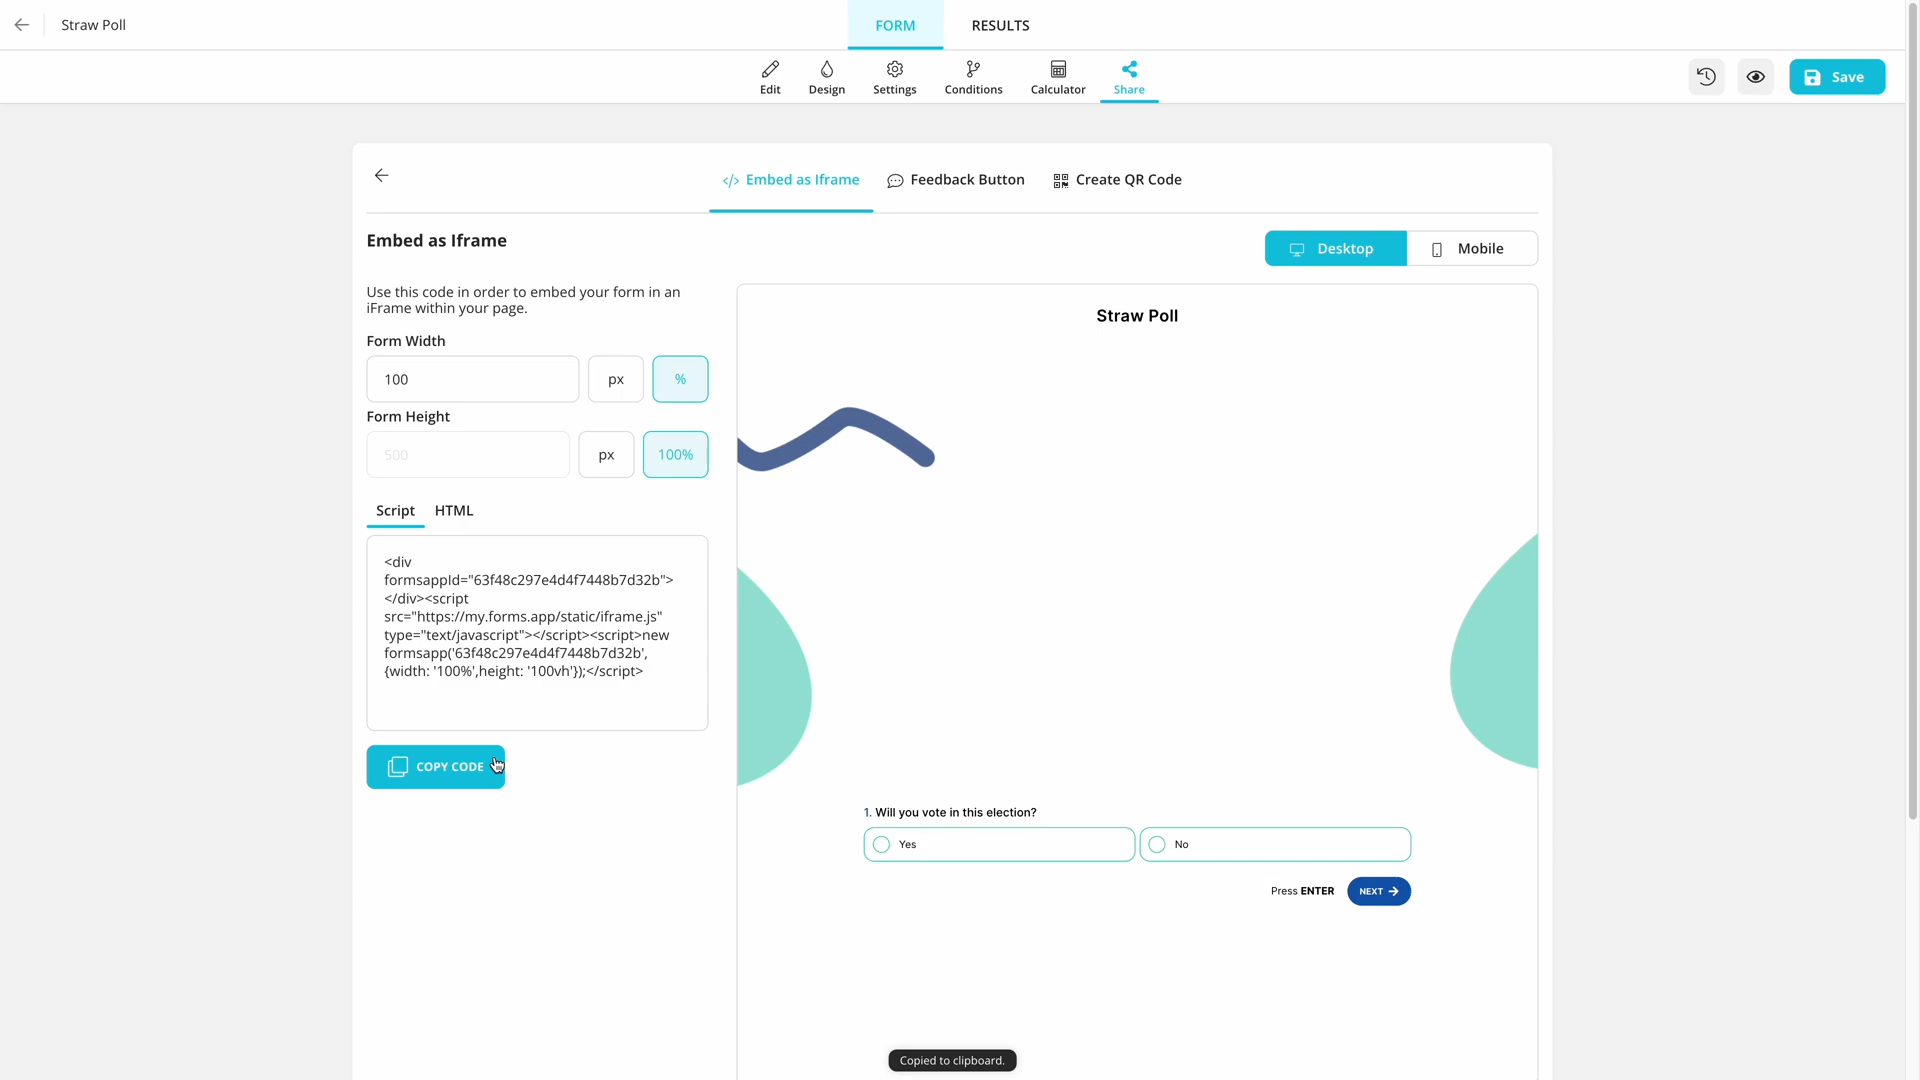 Straw Poll
FORM
RESULTS
Edit
Design
Settings
Conditions
Calculator
Share
Save
Embed as Iframe
Feedback Button
Create QR Code
Embed as Iframe
Desktop
Mobile
Use this code in order to embed your form in an
iFrame within your page.
Form Width
100
px
%
Form Height
500
px
100%
Script
HTML
<div
formsappId="63f48c297e4d4f7448b7d32b">
</div><script
src="https://my.forms.app/static/iframe.js"
type="text/javascript"></script><script>new
formsapp('63f48c297e4d4f7448b7d32b',
{width: '100%',height: '100vh'});</script>
COPY CODE
Straw Poll
1. Will you vote in this election?
Yes
No
Press ENTER
NEXT
Copied to clipboard.